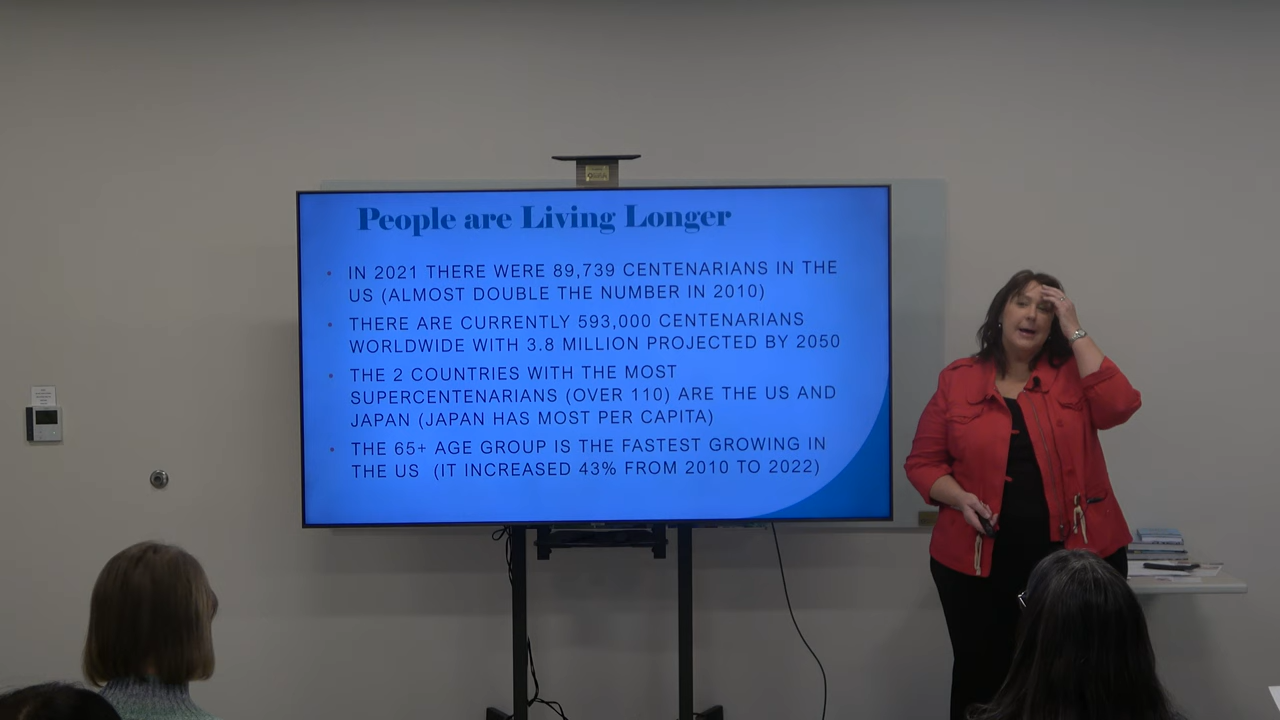 People are Living Longer
• IN 2021 THERE WERE 89,739 CENTENARIANS IN THE
US (ALMOST DOUBLE THE NUMBER IN 2010)
• THERE ARE CURRENTLY 593,000 CENTENARIANS
WORLDWIDE WITH 3.8 MILLION PROJECTED BY 2050
• THE 2 COUNTRIES WITH THE MOST
SUPERCENTENARIANS (OVER 110) ARE THE US AND
JAPAN (JAPAN HAS MOST PER CAPITA)
• THE 65+ AGE GROUP IS THE FASTEST GROWING IN
THE US (IT INCREASED 43% FROM 2010 TO 2022)